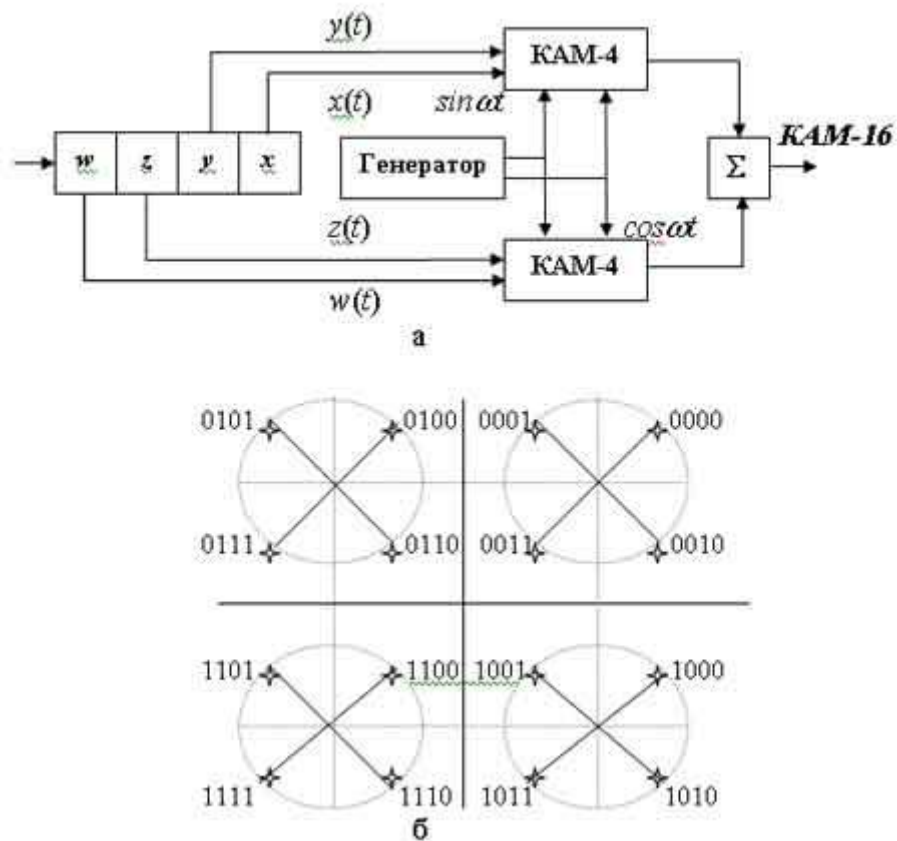 y(t)
КАМ-4
x(t) sin ωt
КАМ-16
w z y x
Генератор
Σ
z(t)
cos ωt
КАМ-4
w(t)
а
0101 0100 0001 0000
0111 0110 0011 0010
1101 1100 1001 1000
1111 1110 1011 1010
б